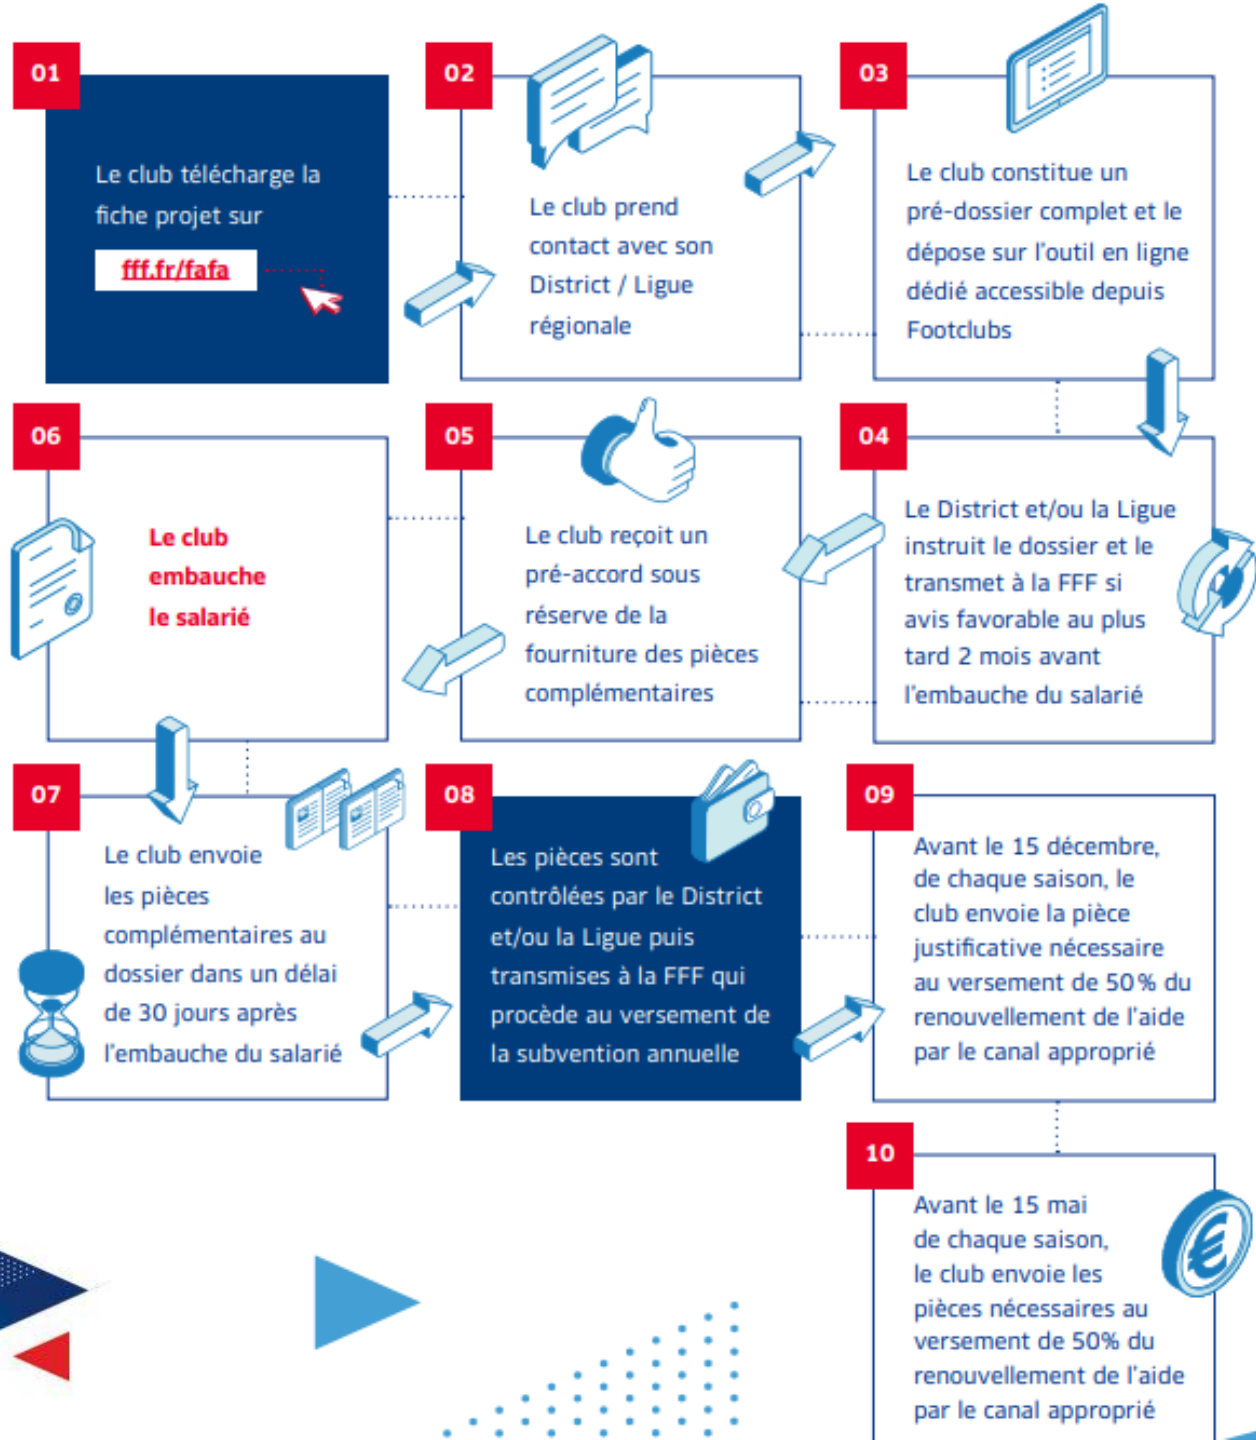 01
Le club télécharge la
fiche projet sur
fff.fr/fafa
02
Le club prend
contact avec son
District / Ligue
régionale
03
Le club constitue un
pré-dossier complet et le
dépose sur l'outil en ligne
dédié accessible depuis
Footclubs
04
Le District et/ou la Ligue
instruit le dossier et le
transmet à la FFF si
avis favorable au plus
tard 2 mois avant
l'embauche du salarié
05
Le club reçoit un
pré-accord sous
réserve de la
fourniture des pièces
complémentaires
06
Le club
embauche
le salarié
07
Le club envoie
les pièces
complémentaires au
dossier dans un délai
de 30 jours après
l'embauche du salarié
08
Les pièces sont
contrôlées par le District
et/ou la Ligue puis
transmises à la FFF qui
procède au versement de
la subvention annuelle
09
Avant le 15 décembre,
de chaque saison, le
club envoie la pièce
justificative nécessaire
au versement de 50% du
renouvellement de l'aide
par le canal approprié
10
Avant le 15 mai
de chaque saison,
le club envoie les
pièces nécessaires au
versement de 50% du
renouvellement de l'aide
par le canal approprié
€